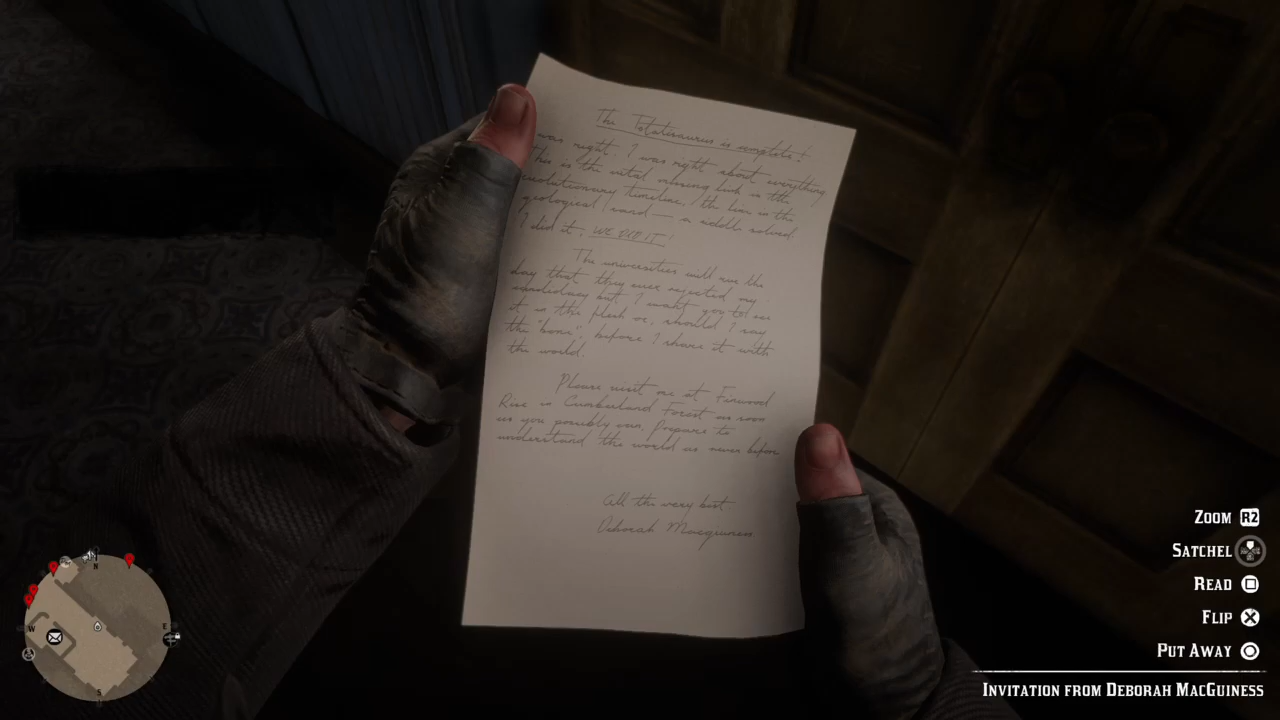 The Totalisaurus is complete!
was right. I was right about everything.
This is the vital missing link in the
evolutionary timeline, the lien in the
geological sand — a riddle solved.
I did it, WE DID IT!
The universities will rue the
day that they ever rejected my
candidacy but I want you to see
it in the flesh or, should I say
the "bone", before I share it with
the world.
Please visit me at Firwood
Rise in Cumberland Forest as soon
as you possibly can. Prepare to
understand the world as never before
All the very best
Deborah Macguiness
ZOOM R2
SATCHEL
READ
FLIP
PUT AWAY
INVITATION FROM DEBORAH MACGUINESS
N
W
E
S